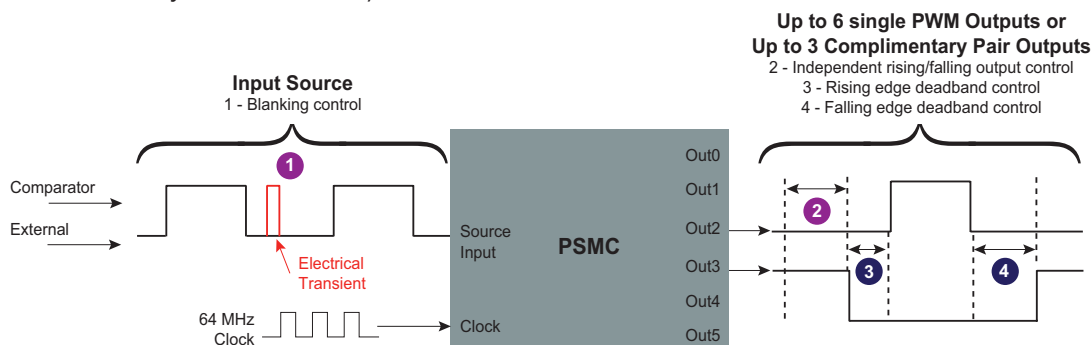 Up to 6 single PWM Outputs or
Up to 3 Complimentary Pair Outputs
2 - Independent rising/falling output control
3 - Rising edge deadband control
4 - Falling edge deadband control
Input Source
1 - Blanking control
1
Comparator
External
Electrical
Transient
64 MHz
Clock
Source
Input
Clock
PSMC
Out0
Out1
Out2
Out3
Out4
Out5
2
3
4